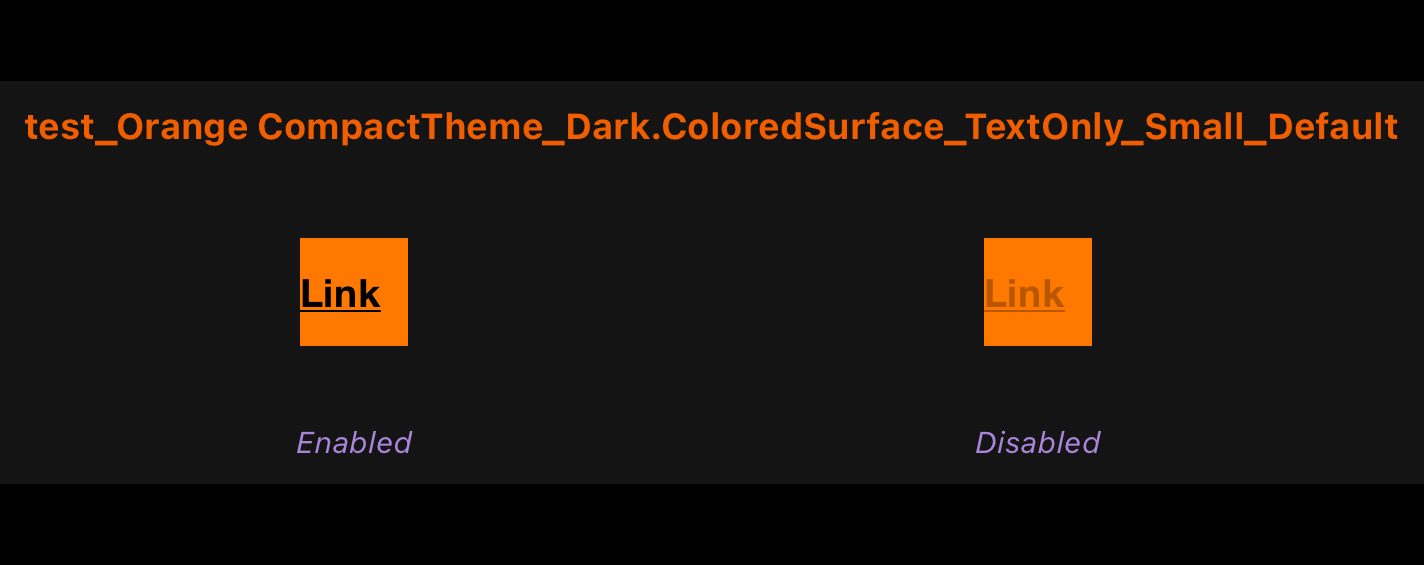 test_Orange CompactTheme_Dark.ColoredSurface_TextOnly_Small_Default
Link Link
Enabled Disabled